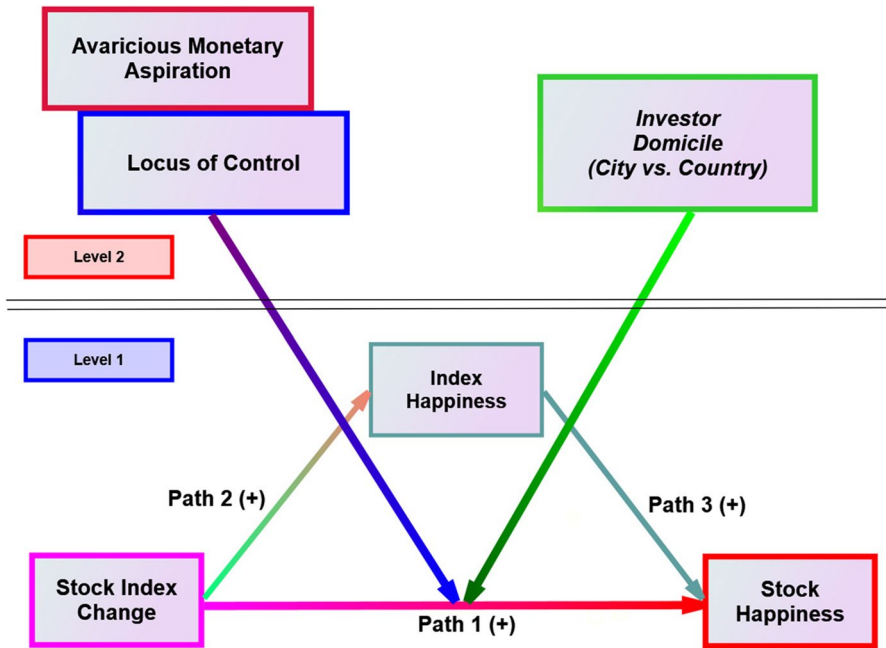 Avaricious Monetary
Aspiration
Locus of Control
Investor
Domicile
(City vs. Country)
Level 2
Level 1
Index
Happiness
Path 2 (+)
Path 3 (+)
Stock Index
Change
Path 1 (+)
Stock
Happiness